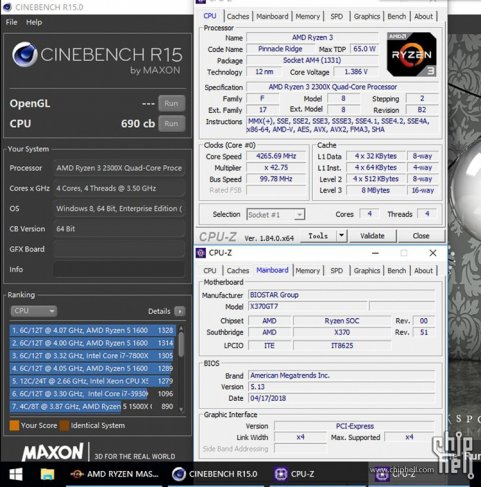 CINEBENCH R15.0
File Help
CINEBENCH R15
by MAXON
OpenGL --- Run
CPU 690 cb Run
Your System
Processor AMD Ryzen 3 2300X Quad-Core Proce
Cores x GHz 4 Cores, 4 Threads @ 3.50 GHz
OS Windows 8, 64 Bit, Enterprise Edition (
CB Version 64 Bit
GFX Board
Info
Ranking
CPU Details
1. 6C/12T @ 4.07 GHz, AMD Ryzen 5 1600 1328
2. 6C/12T @ 4.00 GHz, AMD Ryzen 5 1600 1314
3. 6C/12T @ 3.32 GHz, Intel Core i7-7800X
4. 6C/12T @ 4.05 GHz, AMD Ryzen 5 1600 1289
5. 12C/24T @ 2.66 GHz, Intel Xeon CPU X5 1279
6. 6C/12T @ 3.30 GHz, Intel Core i7-3930 1096
7. 4C/8T @ 3.87 GHz, AMD Ryzen 5 1500X 890
Your Score Identical System
MAXON 3D FOR THE REAL WORLD
CPU-Z
CPU Caches Mainboard Memory SPD Graphics Bench About
Processor
Name AMD Ryzen 3
Code Name Pinnacle Ridge Max TDP 65.0 W
Package Socket AM4 (1331)
Technology 12 nm Core Voltage 1.386 V
AMD
RYZEN
3
Specification AMD Ryzen 3 2300X Quad-Core Processor
Family F Model 8 Stepping 2
Ext. Family 17 Ext. Model 8 Revision B2
Instructions MMX(+), SSE, SSE2, SSE3, SSSE3, SSE4.1, SSE4.2, SSE4A,
x86-64, AMD-V, AES, AVX, AVX2, FMA3, SHA
Clocks (Core #0) Cache
Core Speed 4265.69 MHz L1 Data 4 x 32 KBytes 8-way
Multiplier x 42.75 L1 Inst. 4 x 64 KBytes 4-way
Bus Speed 99.78 MHz Level 2 4 x 512 KBytes 8-way
Rated FSB Level 3 8 MBytes 16-way
Selection Socket #1 Cores 4 Threads 4
CPU-Z Ver. 1.84.0.x64 Tools Validate Close
CPU-Z
CPU Caches Mainboard Memory SPD Graphics Bench About
Motherboard
Manufacturer BIOSTAR Group
Model X370GT7
Chipset AMD Ryzen SOC Rev. 00
Southbridge AMD X370 Rev. 51
LPCIO ITE IT8625
BIOS
Brand American Megatrends Inc.
Version 5.13
Date 04/17/2018
Graphic Interface
Version PCI-Express
Link Width x4 Max. Supported x4
Side Band Addressing
chip
hell
www.chiphell.com
AMD RYZEN MAS... CINEBENCH R15.0 CPU-Z CPU-Z